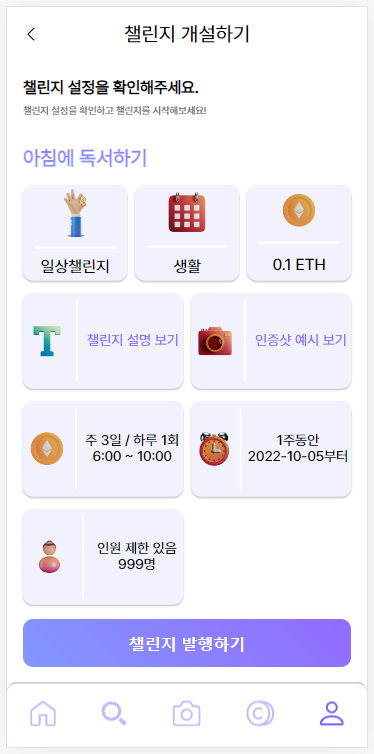 챌린지 개설하기
챌린지 설정을 확인해주세요.
챌린지 설정을 확인하고 챌린지를 시작해보세요!
아침에 독서하기
일상챌린지
생활
0.1 ETH
챌린지 설명 보기
인증샷 예시 보기
주 3일 / 하루 1회
6:00 ~ 10:00
1주동안
2022-10-05부터
인원 제한 있음
999명
챌린지 발행하기